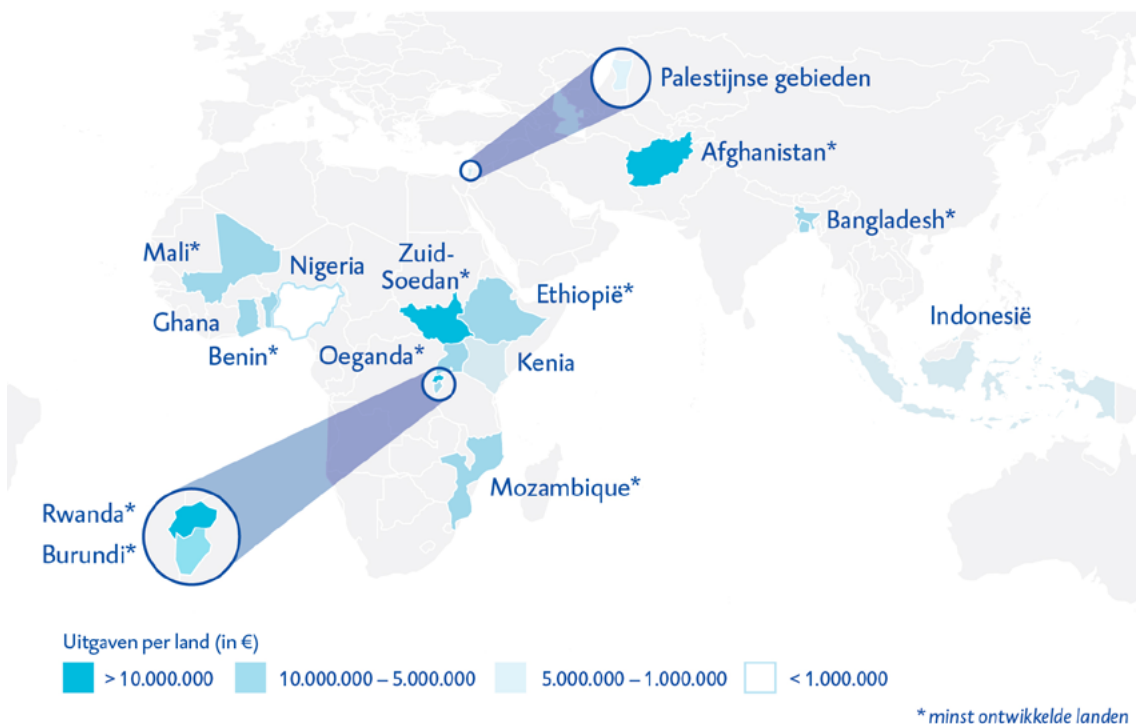 Palestijnse gebieden
Afghanistan*
Bangladesh*
Mali*
Nigeria
Zuid-
Soedan*
Ethiopië*
Ghana
Indonesië
Benin*
Oeganda*
Kenia
Mozambique*
Rwanda*
Burundi*
Uitgaven per land (in €)
> 10.000.000
10.000.000 – 5.000.000
5.000.000 – 1.000.000
< 1.000.000
* minst ontwikkelde landen